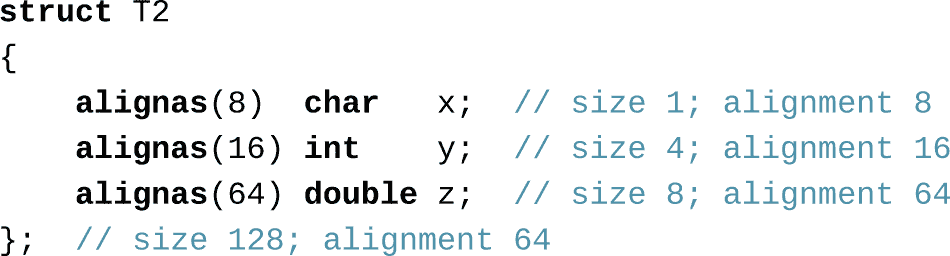 struct T2
{
    alignas(8)  char   x;  // size 1; alignment 8
    alignas(16) int    y;  // size 4; alignment 16
    alignas(64) double z;  // size 8; alignment 64
};  // size 128; alignment 64